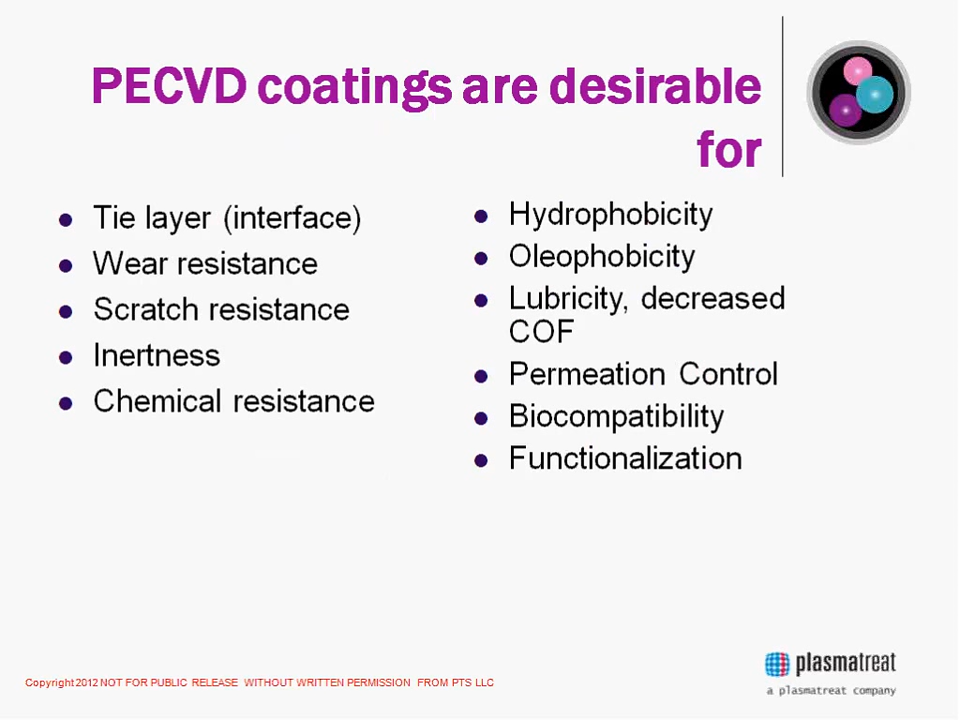 PECVD coatings are desirable
for
Tie layer (interface)
Wear resistance
Scratch resistance
Inertness
Chemical resistance
Hydrophobicity
Oleophobicity
Lubricity, decreased
COF
Permeation Control
Biocompatibility
Functionalization
Copyright 2012 NOT FOR PUBLIC RELEASE WITHOUT WRITTEN PERMISSION FROM PTS LLC
plasmatreat
a plasmatreat company